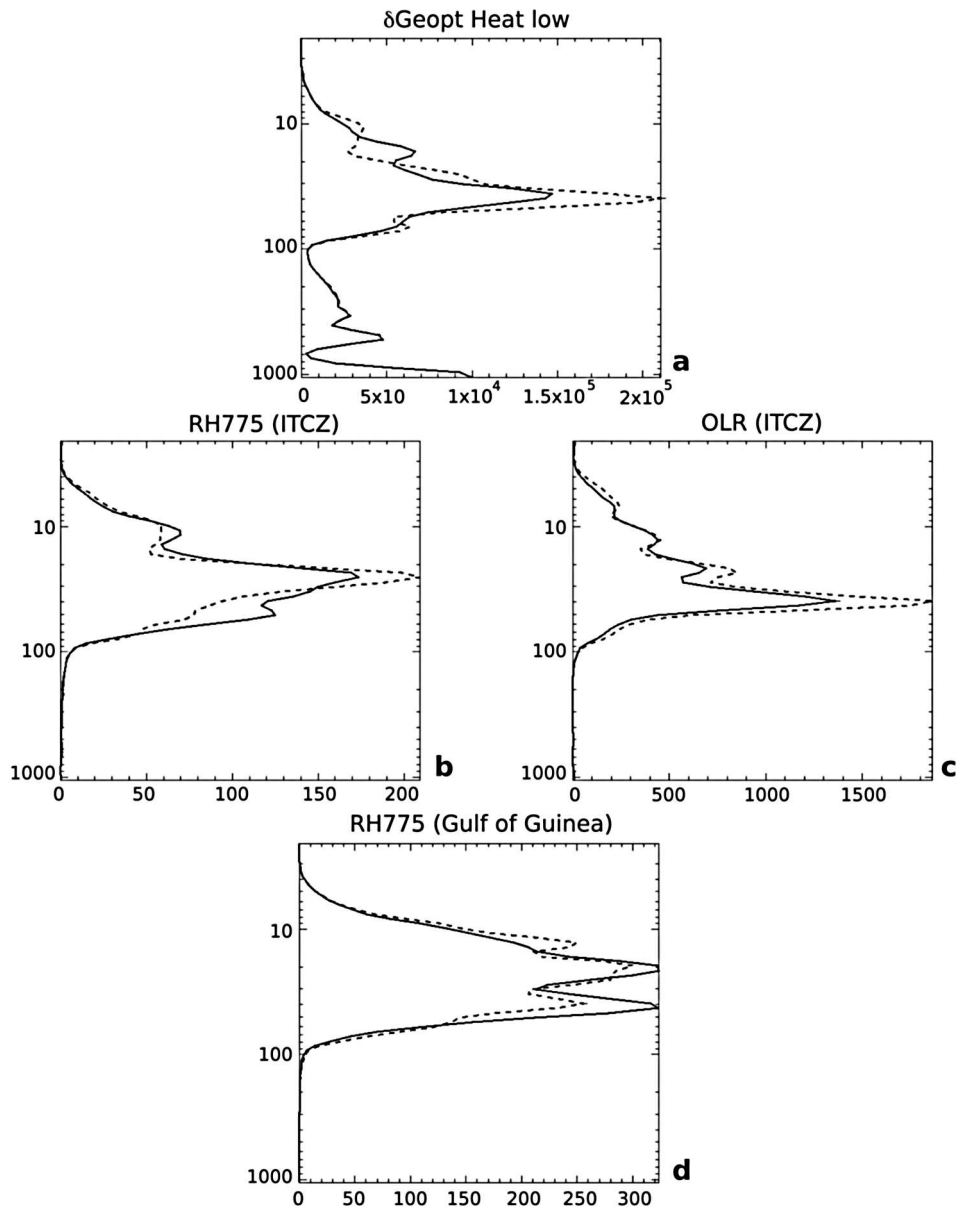 δGeopt Heat low
10
100
1000
0 5x10⁴ 1x10⁴ 1.5x10⁵ 2x10⁵
a
RH775 (ITCZ)
10
100
1000
0 50 100 150 200
b
OLR (ITCZ)
10
100
1000
0 500 1000 1500
c
RH775 (Gulf of Guinea)
10
100
1000
0 50 100 150 200 250 300
d